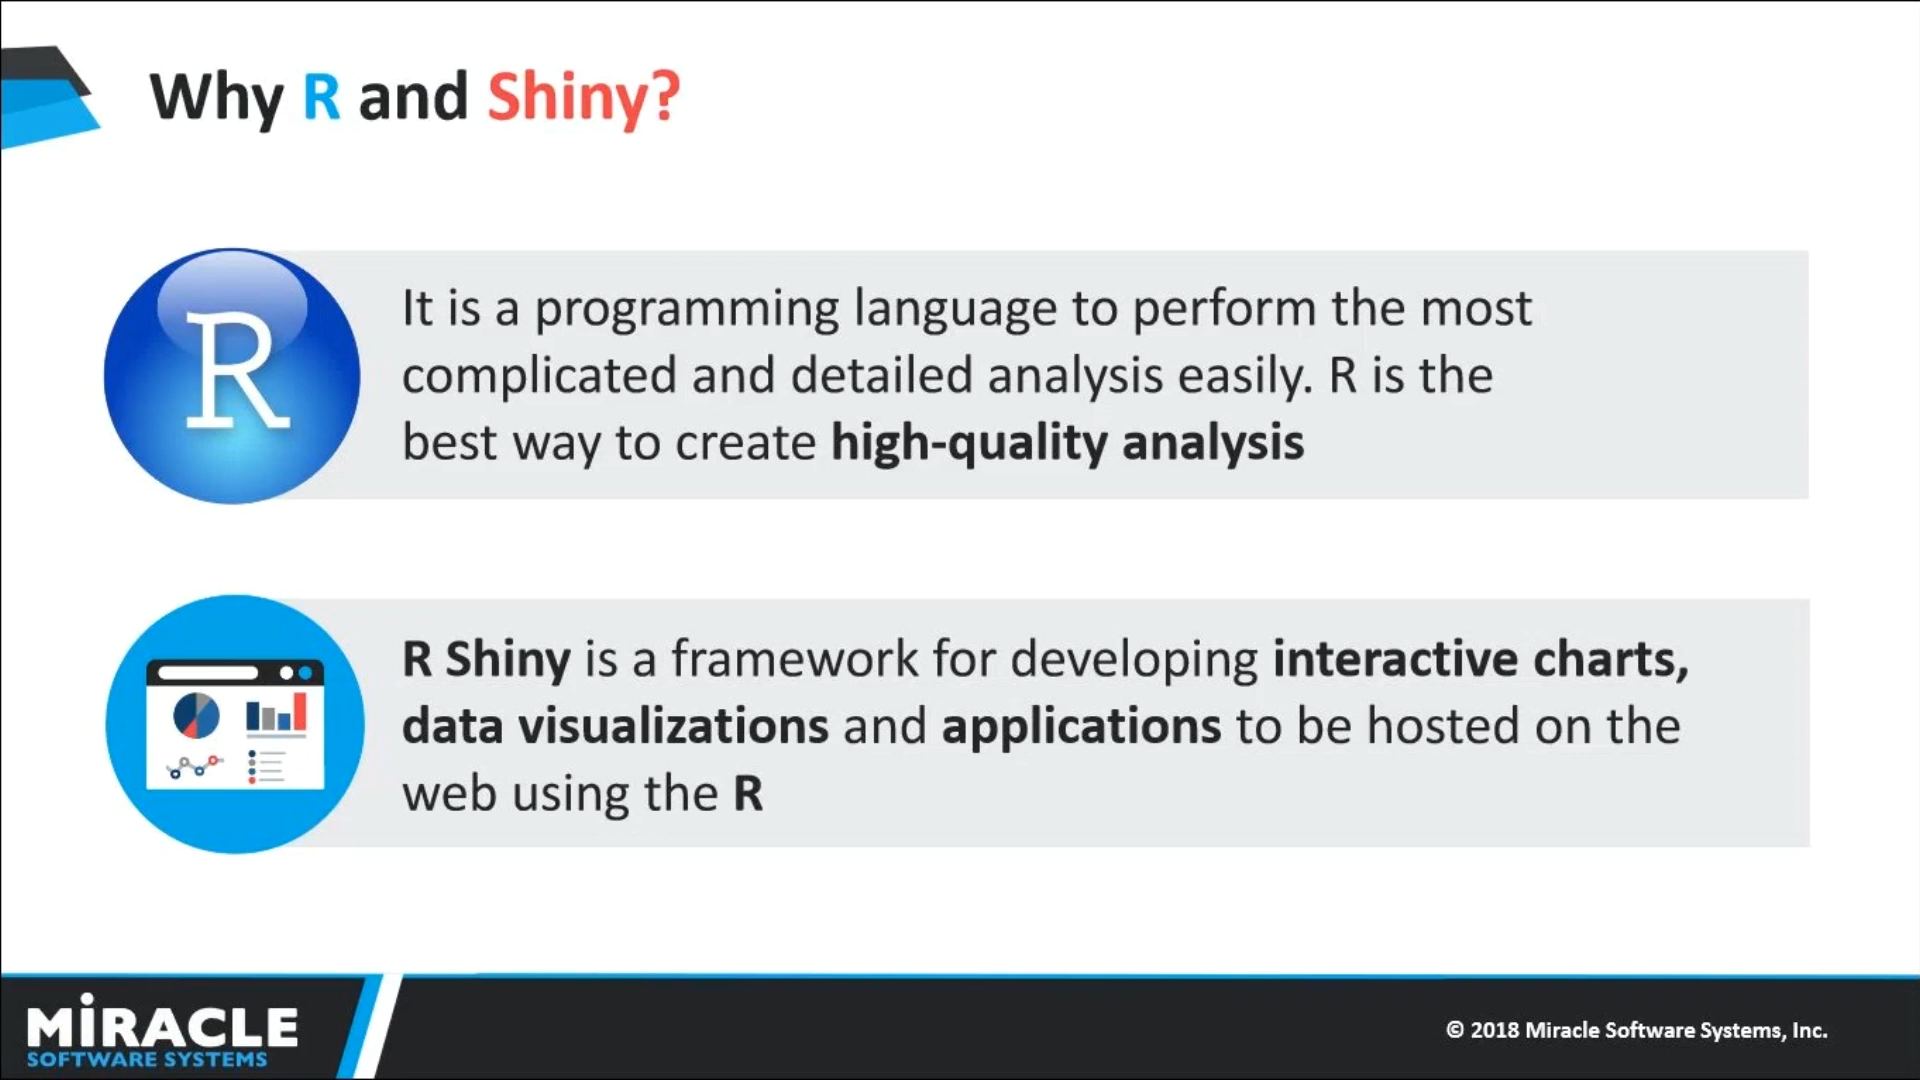 Why R and Shiny?
R
It is a programming language to perform the most
complicated and detailed analysis easily. R is the
best way to create high-quality analysis
R Shiny is a framework for developing interactive charts,
data visualizations and applications to be hosted on the
web using the R
MiRACLE
SOFTWARE SYSTEMS
© 2018 Miracle Software Systems, Inc.